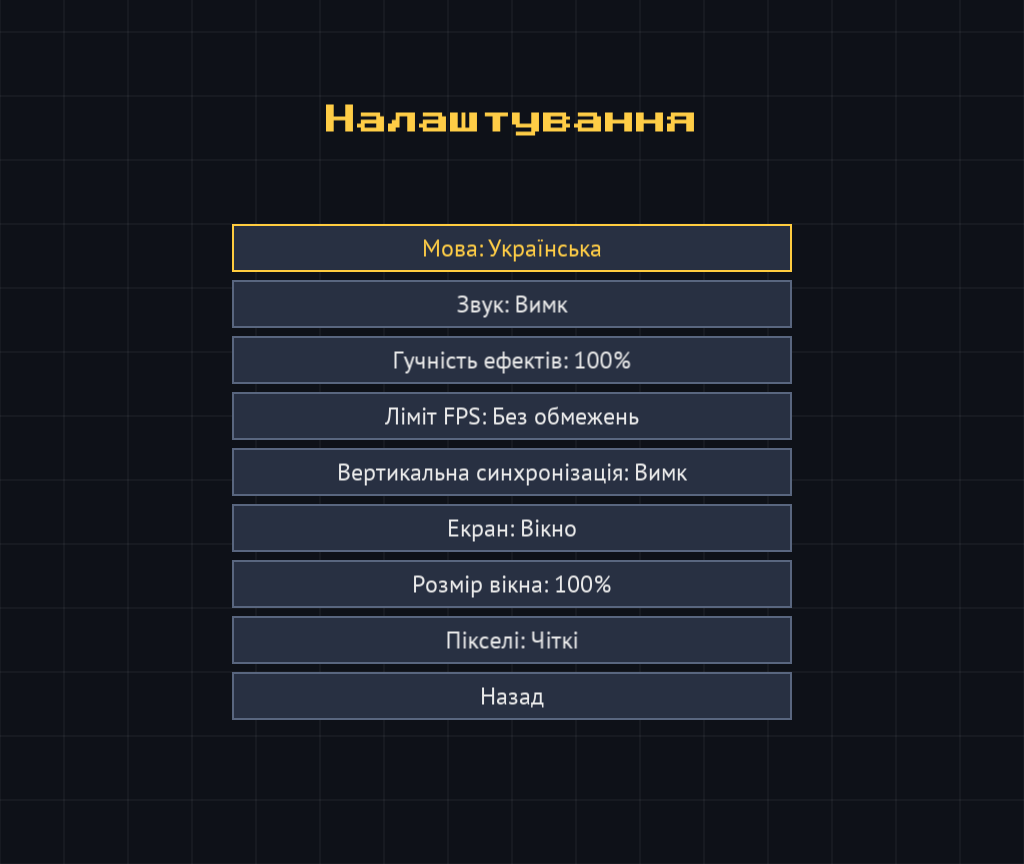 Налаштування
Мова: Українська
Звук: Вимк
Гучність ефектів: 100%
Ліміт FPS: Без обмежень
Вертикальна синхронізація: Вимк
Екран: Вікно
Розмір вікна: 100%
Пікселі: Чіткі
Назад